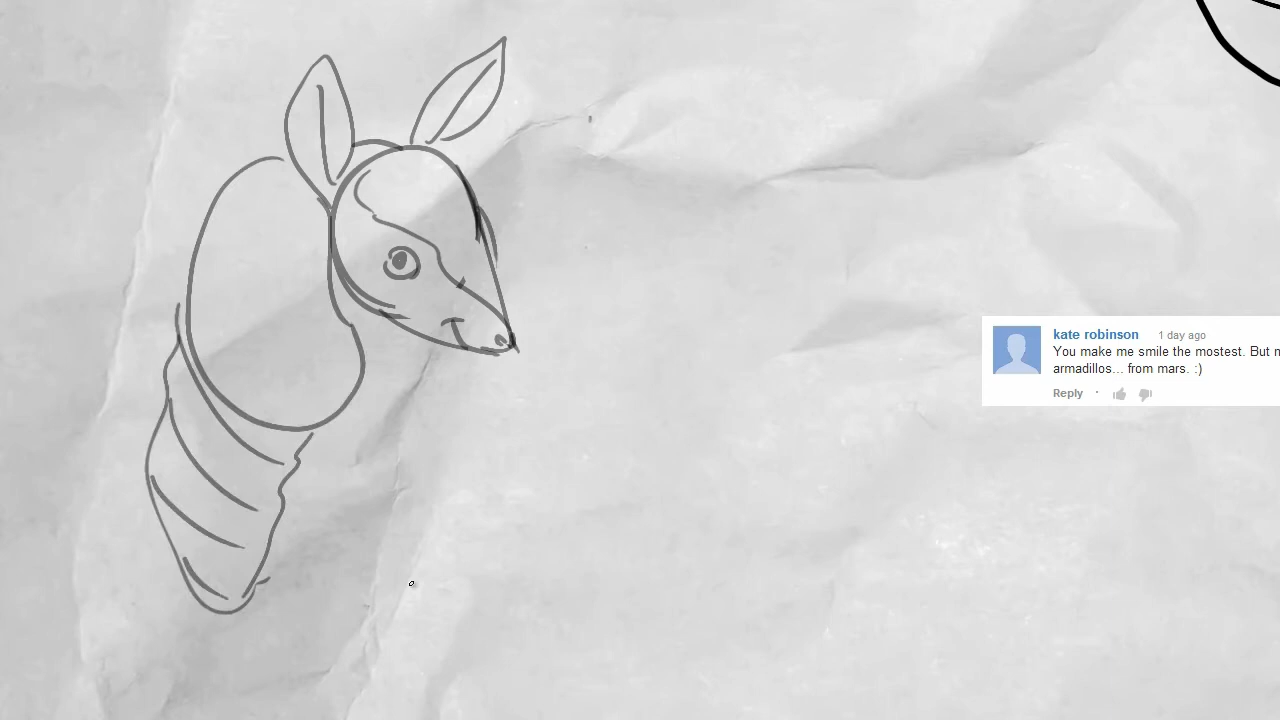 kate robinson 1 day ago
You make me smile the mostest. But
armadillos... from mars. :)
Reply ·